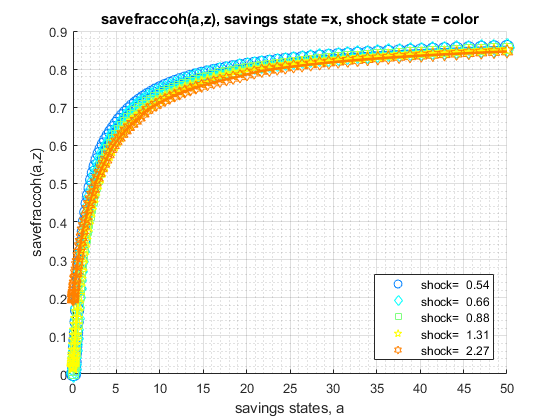 savefraccoh(a,z), savings state =x, shock state = color
savefraccoh(a,z)
0.9
0.8
0.7
0.6
0.5
0.4
0.3
0.2
0.1
0
0 5 10 15 20 25 30 35 40 45 50
savings states, a
shock= 0.54
shock= 0.66
shock= 0.88
shock= 1.31
shock= 2.27